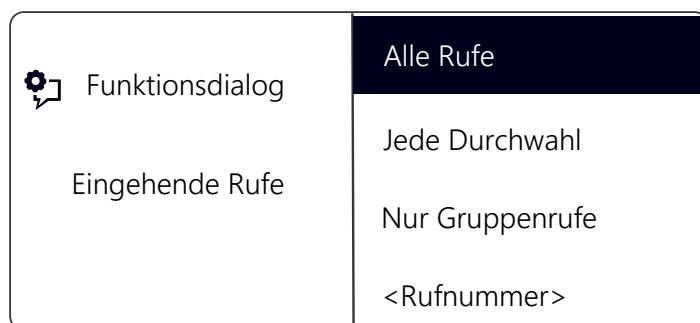 Funktionsdialog
Eingehende Rufe
Alle Rufe
Jede Durchwahl
Nur Gruppenrufe
<Rufnummer>